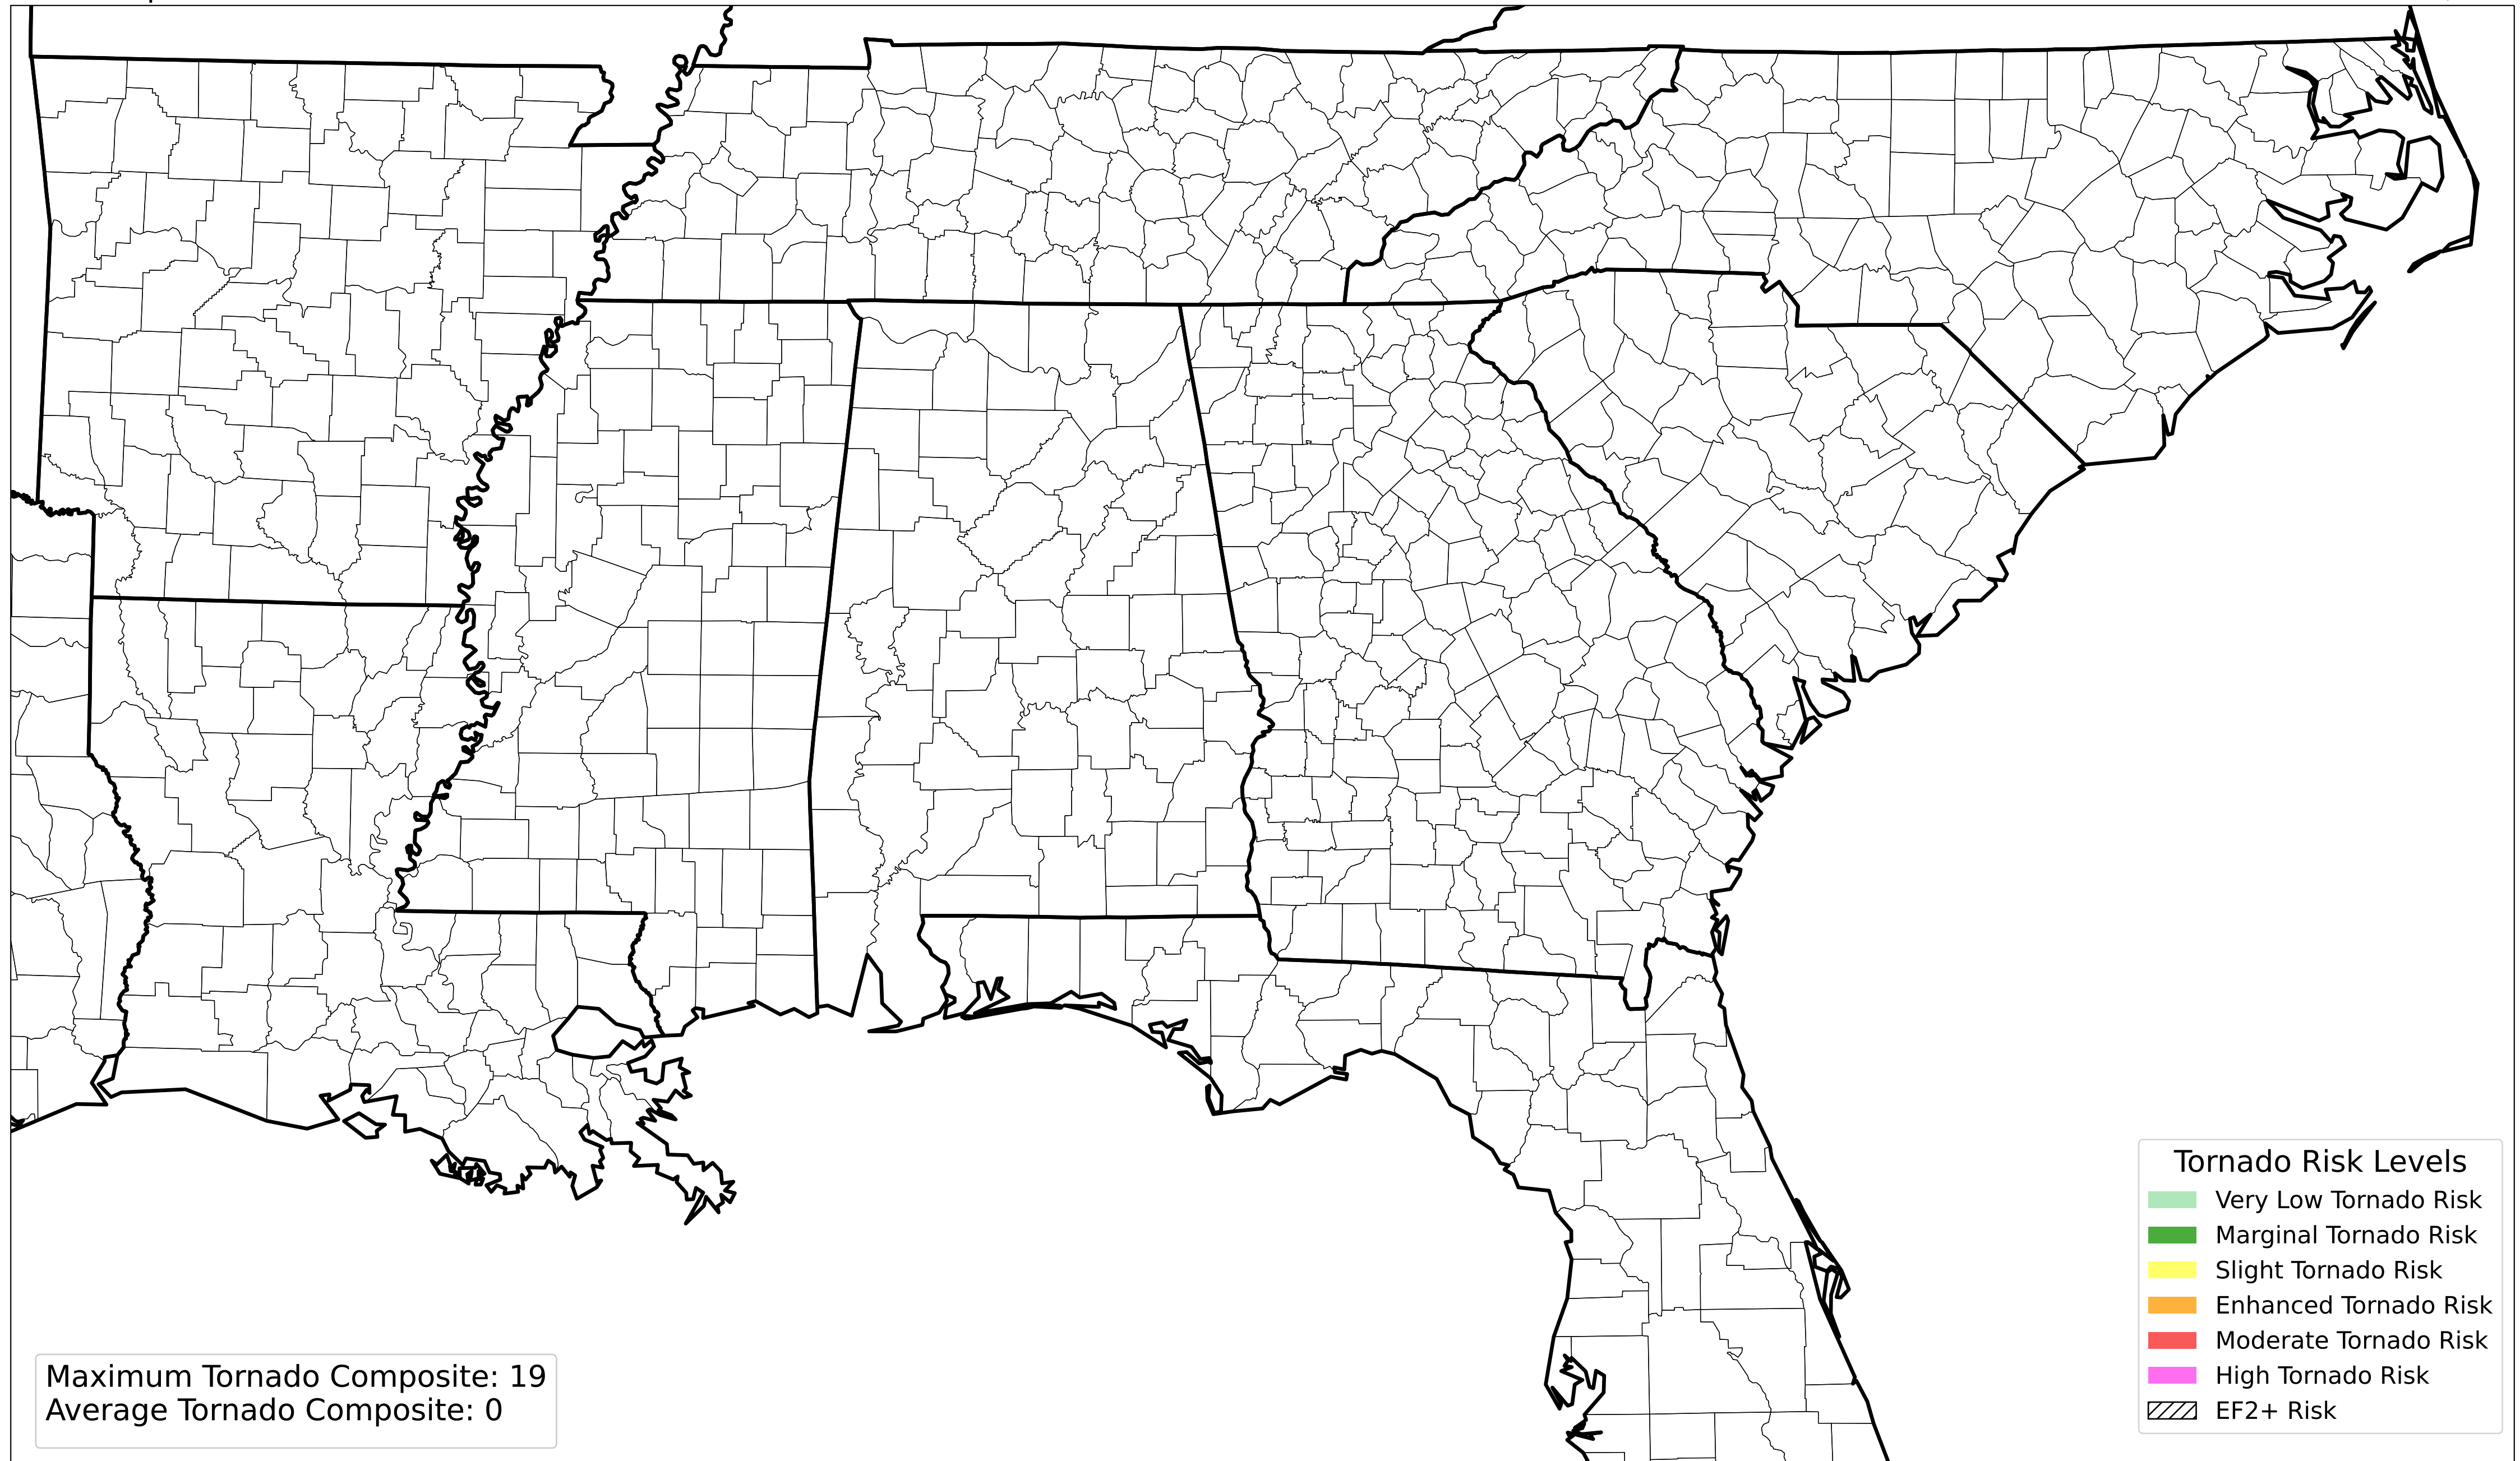 Tornado Risk Levels
Very Low Tornado Risk
Marginal Tornado Risk
Slight Tornado Risk
Enhanced Tornado Risk
Moderate Tornado Risk
High Tornado Risk
EF2+ Risk
Maximum Tornado Composite: 19
Average Tornado Composite: 0